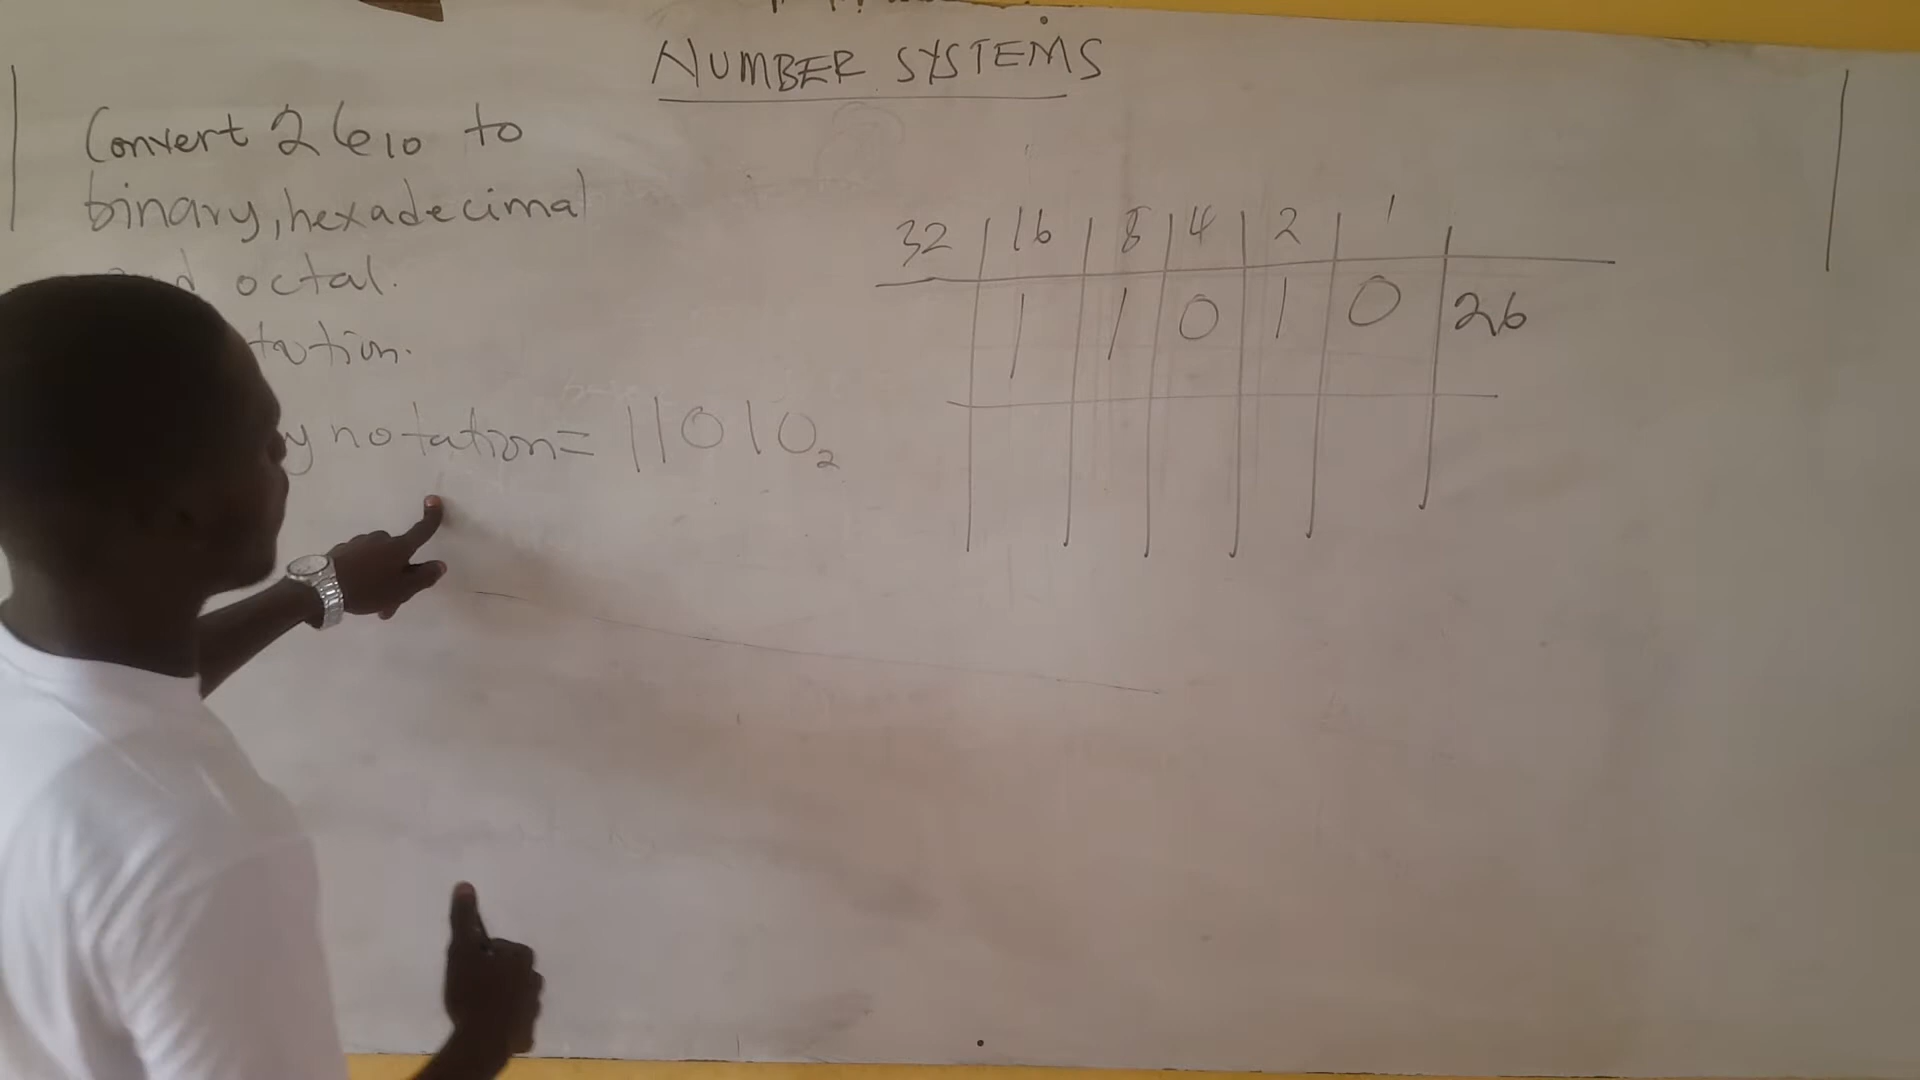 NUMBER SYSTEMS
Convert 26₁₀ to
binary, hexadecimal
octal.
notation = 11010₂
32 16 8 4 2 1
1 1 0 1 0 26